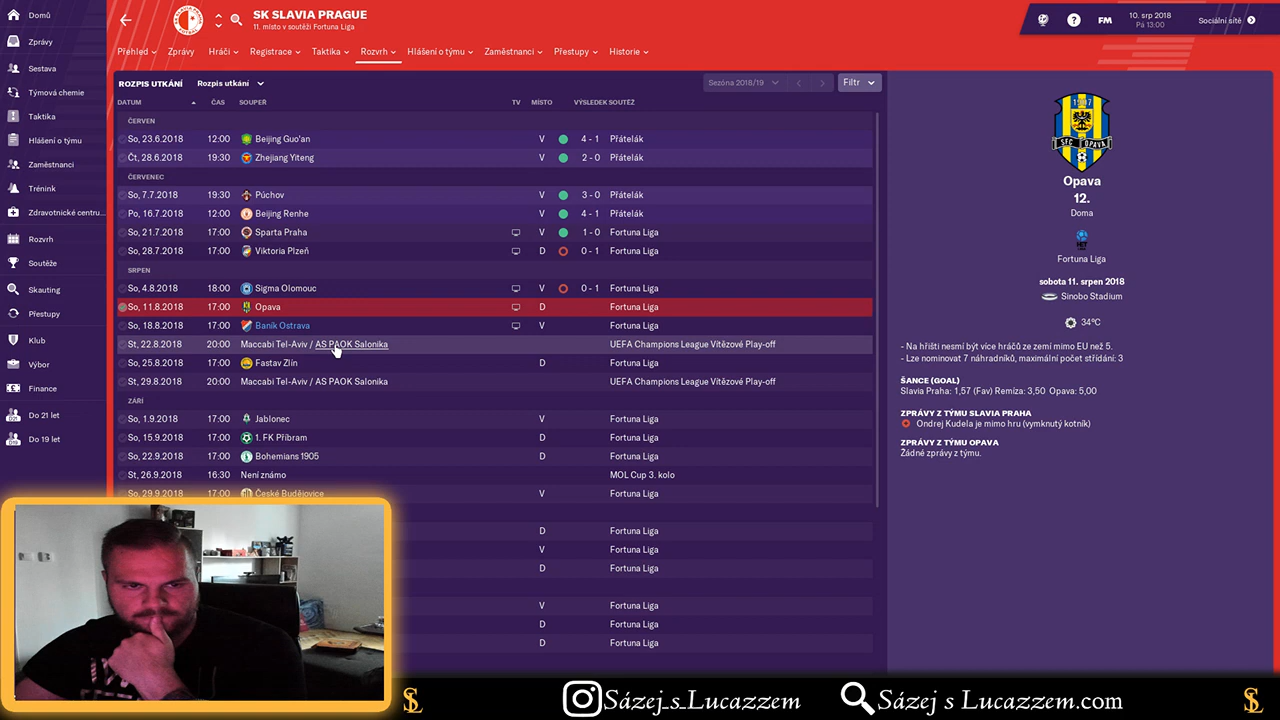 Domů
Zprávy
Sestava
Týmová chemie
Taktika
Hlášení o týmu
Zaměstnanci
Trénink
Zdravotnické centru...
Rozvrh
Soutěže
Skauting
Přestupy
Klub
Výbor
Finance
Do 21 let
Do 19 let
SK SLAVIA PRAGUE
11. místo v soutěži Fortuna Liga
FM
10. srp 2018
Pá 13:00
Sociální sítě
Přehled Zprávy Hráči Registrace Taktika Rozvrh Hlášení o týmu Zaměstnanci Přestupy Historie
ROZPIS UTKÁNÍ Rozpis utkání Sezóna 2018/19 Filtr
DATUM ČAS SOUPEŘ TV MÍSTO VÝSLEDEK SOUTĚŽ
ČERVEN
So, 23.6.2018 12:00 Beijing Guo'an V 4 - 1 Přátelák
Čt, 28.6.2018 19:30 Zhejiang Yiteng V 2 - 0 Přátelák
ČERVENEC
So, 7.7.2018 19:30 Púchov V 3 - 0 Přátelák
Po, 16.7.2018 12:00 Beijing Renhe V 4 - 1 Přátelák
So, 21.7.2018 17:00 Sparta Praha V 1 - 0 Fortuna Liga
So, 28.7.2018 17:00 Viktoria Plzeň D 0 - 1 Fortuna Liga
SRPEN
So, 4.8.2018 18:00 Sigma Olomouc V 0 - 1 Fortuna Liga
So, 11.8.2018 17:00 Opava D Fortuna Liga
So, 18.8.2018 17:00 Baník Ostrava V Fortuna Liga
St, 22.8.2018 20:00 Maccabi Tel-Aviv / AS PAOK Salonika UEFA Champions League Vítězové Play-off
So, 25.8.2018 17:00 Fastav Zlín D Fortuna Liga
St, 29.8.2018 20:00 Maccabi Tel-Aviv / AS PAOK Salonika UEFA Champions League Vítězové Play-off
ZÁŘÍ
So, 1.9.2018 17:00 Jablonec V Fortuna Liga
So, 15.9.2018 17:00 1. FK Příbram D Fortuna Liga
So, 22.9.2018 17:00 Bohemians 1905 D Fortuna Liga
St, 26.9.2018 16:30 Není známo MOL Cup 3. kolo
So, 29.9.2018 17:00 České Budějovice V Fortuna Liga
D Fortuna Liga
V Fortuna Liga
D Fortuna Liga
V Fortuna Liga
D Fortuna Liga
D Fortuna Liga
1907
SFC OPAVA
Opava
12.
Doma
Fortuna Liga
sobota 11. srpen 2018
Sinobo Stadium
34°C
- Na hřišti nesmí být více hráčů ze zemí mimo EU než 5.
- Lze nominovat 7 náhradníků, maximální počet střídání: 3
ŠANCE (GOAL)
Slavia Praha: 1,57 (Fav) Remíza: 3,50 Opava: 5,00
ZPRÁVY Z TÝMU SLAVIA PRAHA
Ondrej Kudela je mimo hru (vymknutý kotník)
ZPRÁVY Z TÝMU OPAVA
Žádné zprávy z týmu.
Sázej_s_Lucazzem
Sázej s Lucazzem.com